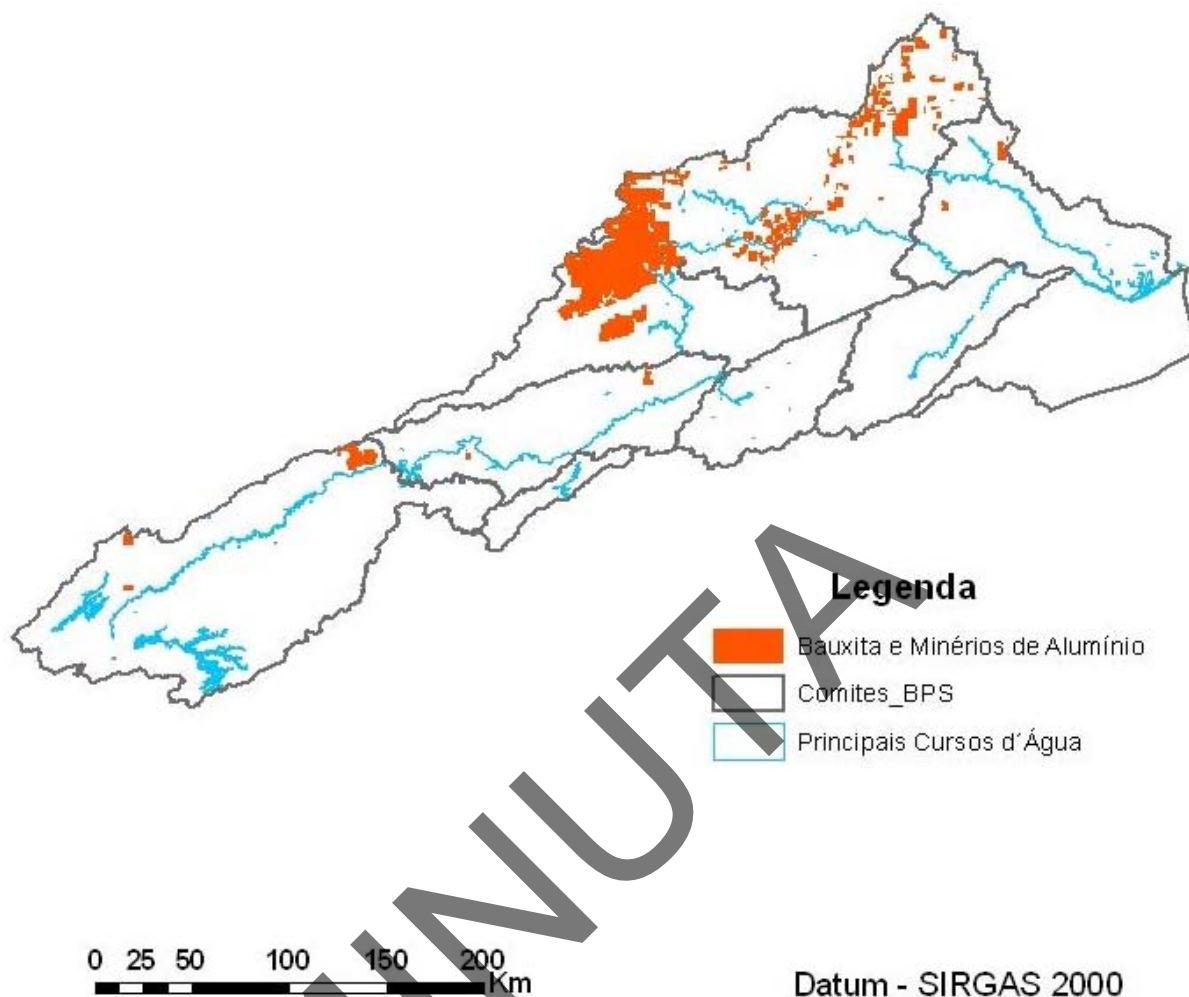 Legenda
Bauxita e Minérios de Alumínio
Comites_BPS
Principais Cursos d´Água
MINUTA
0 25 50 100 150 200
Km
Datum - SIRGAS 2000